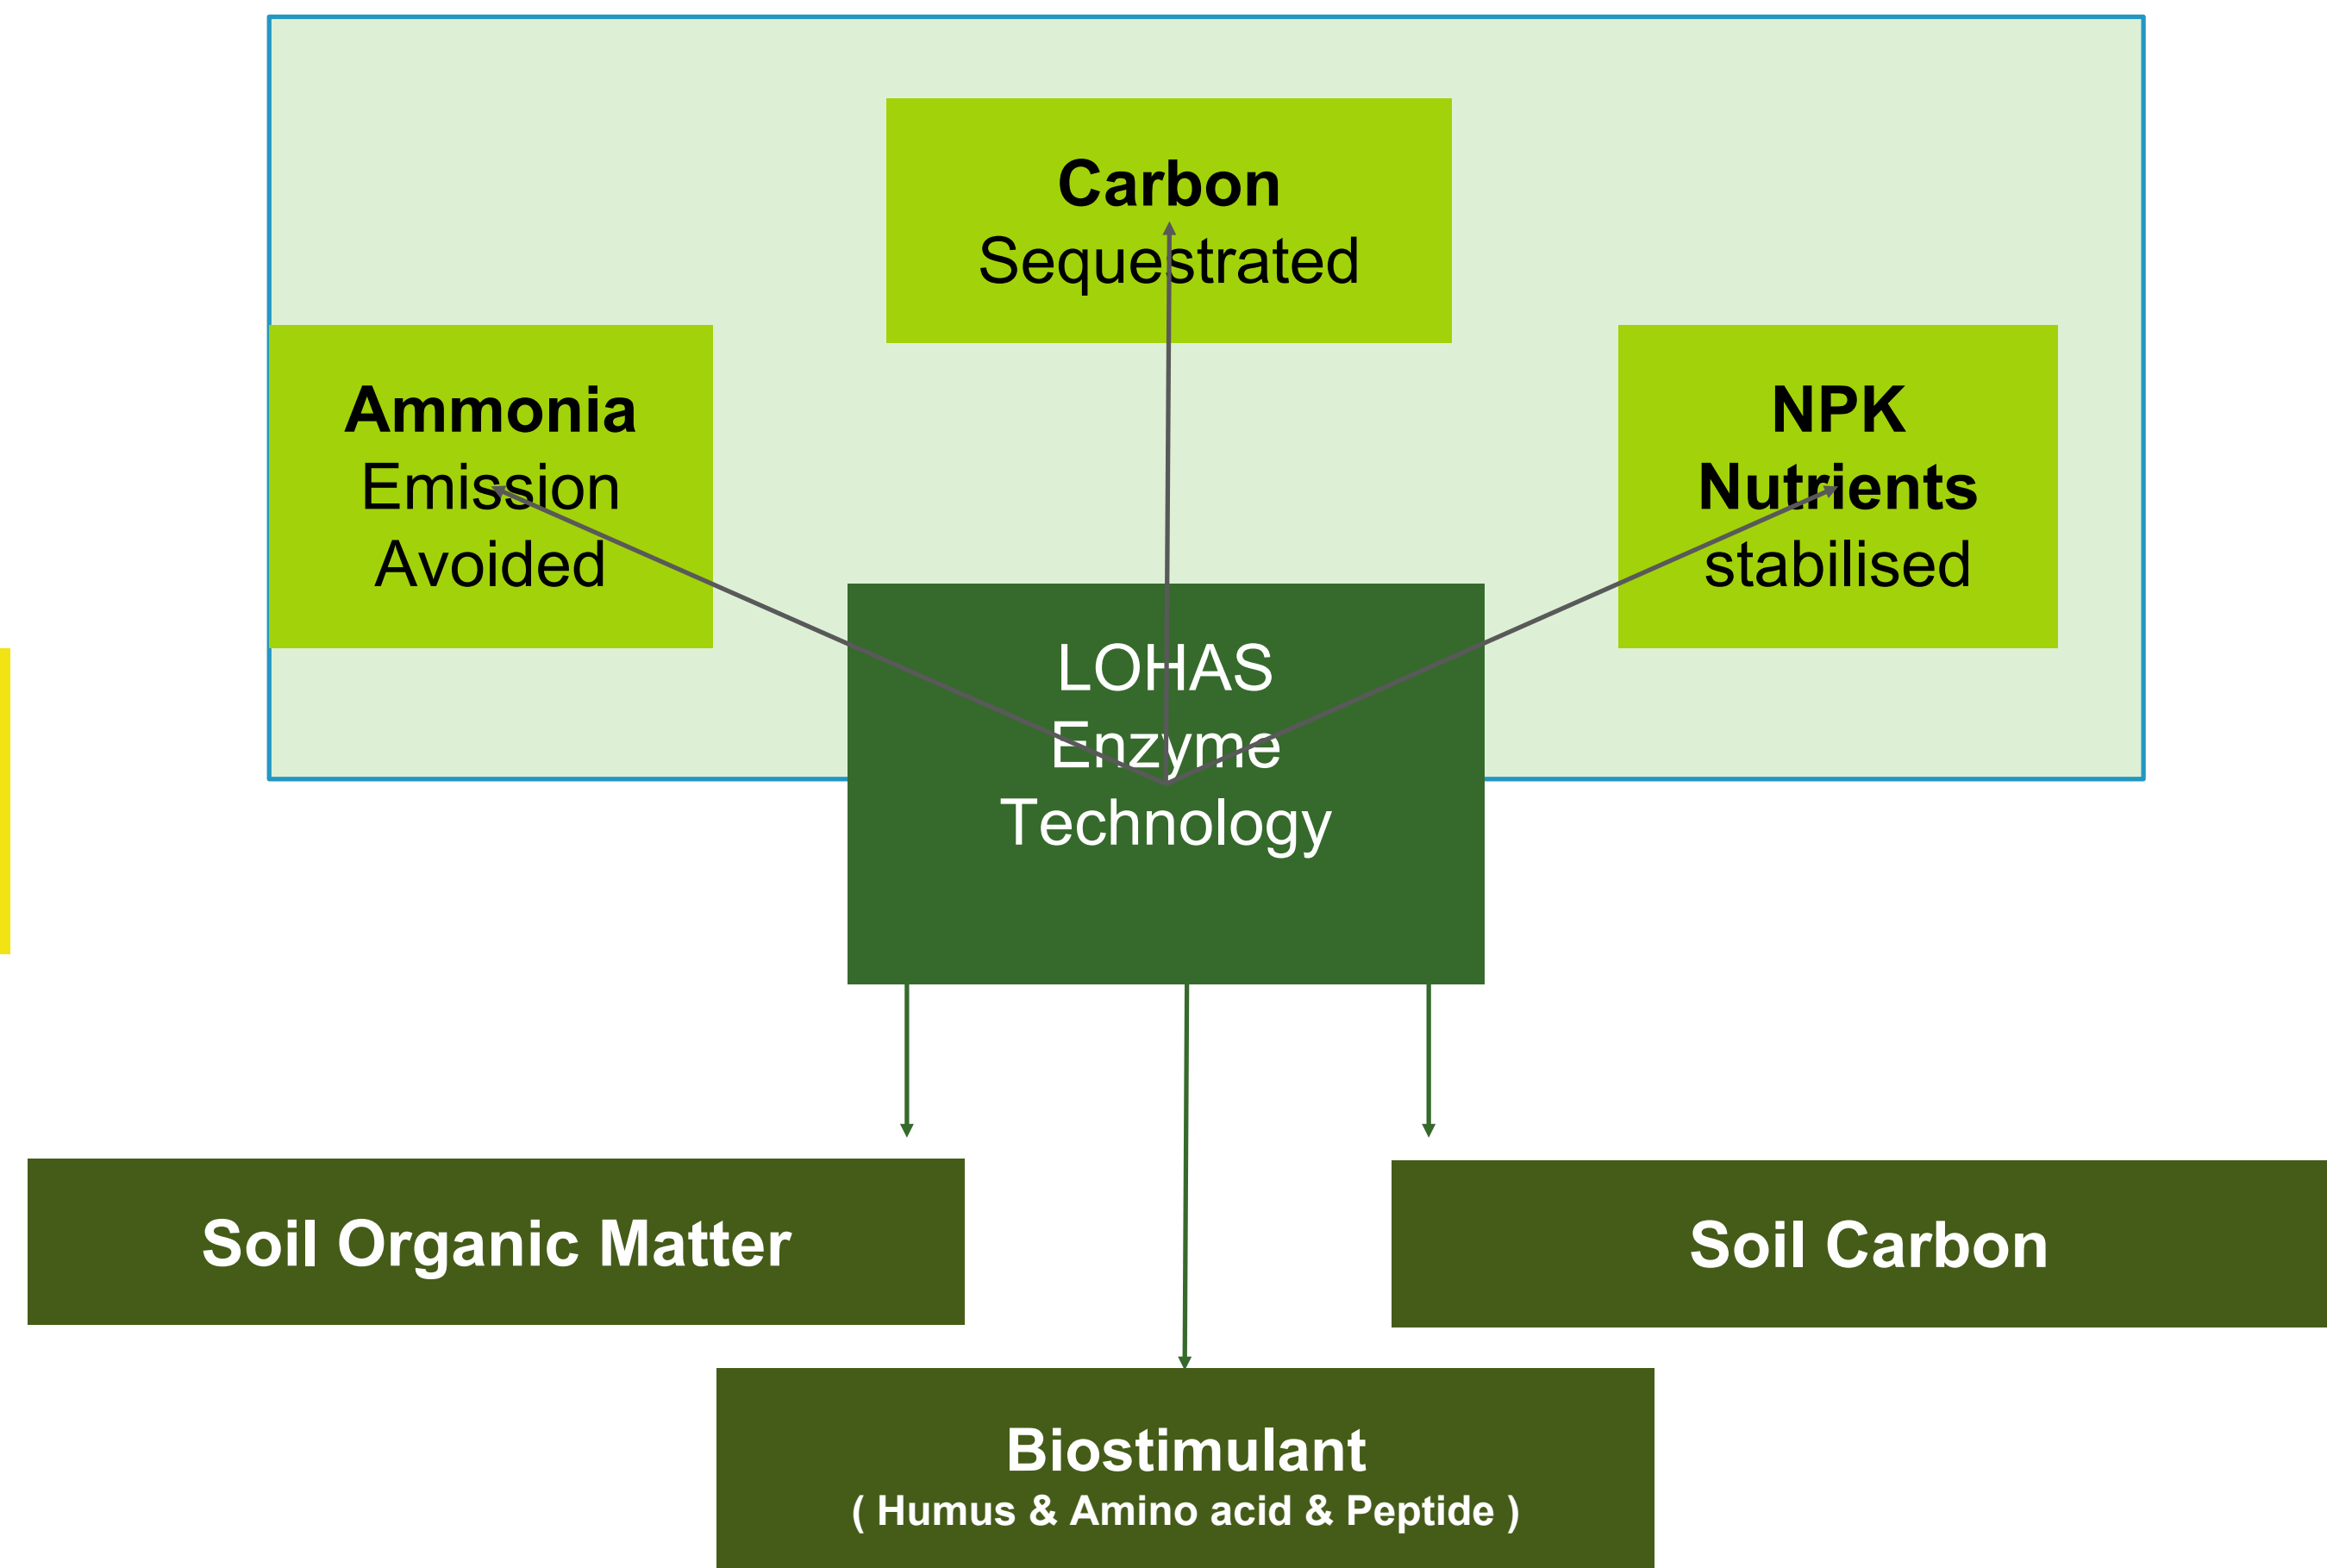 Carbon
Sequestrated
Ammonia
Emission
Avoided
NPK
Nutrients
stabilised
LOHAS
Enzyme
Technology
Soil Organic Matter
Soil Carbon
Biostimulant
( Humus & Amino acid & Peptide )